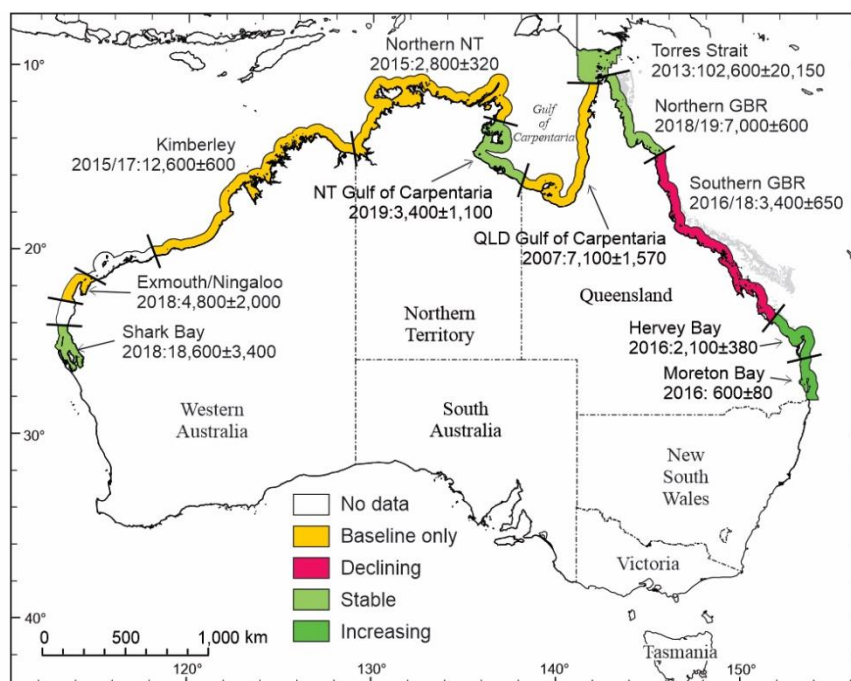 Northern NT
2015:2,800±320
Torres Strait
2013:102,600±20,150
Gulf
of
Carpentaria
Northern GBR
2018/19:7,000±600
Kimberley
2015/17:12,600±600
Southern GBR
2016/18:3,400±650
NT Gulf of Carpentaria
2019:3,400±1,100
QLD Gulf of Carpentaria
2007:7,100±1,570
Exmouth/Ningaloo
2018:4,800±2,000
Queensland
Northern
Territory
Shark Bay
2018:18,600±3,400
Hervey Bay
2016:2,100±380
Moreton Bay
2016: 600±80
Western
Australia
South
Australia
New
South
Wales
Victoria
Tasmania
No data
Baseline only
Declining
Stable
Increasing
0 500 1,000 km
10°
20°
30°
40°
120° 130° 140° 150°